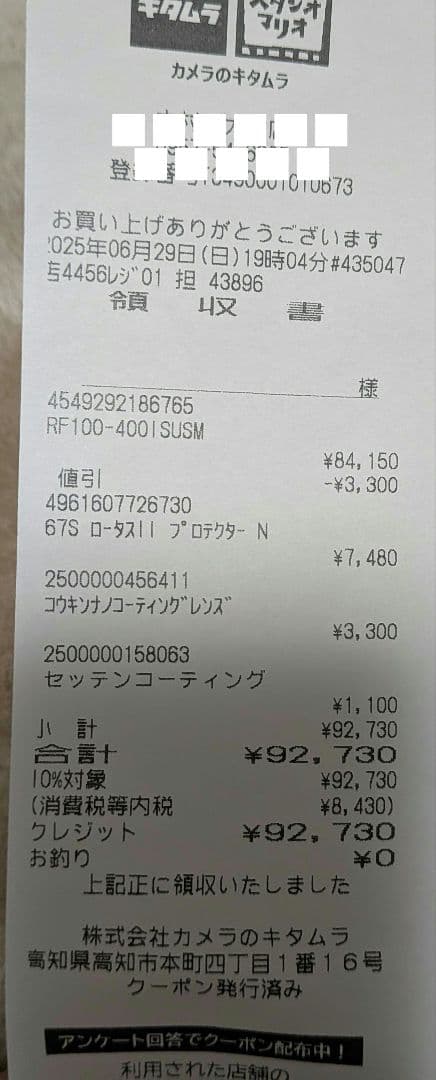 キタムラ
スタジオ
マリオ
カメラのキタムラ
お買い上げありがとうございます
2025年06月29日(日)19時04分#435047
4456レジ01 担 43896
領 収 書
様
4549292186765
RF100-400ISUSM
¥84,150
値引 -¥3,300
4961607726730
67S ロータスII プロテクター N
¥7,480
2500000456411
コウキンナノコーティングレンズ
¥3,300
2500000158063
セッテンコーティング
¥1,100
小 計 ¥92,730
合計 ¥92,730
10%対象 ¥92,730
(消費税等内税 ¥8,430)
クレジット ¥92,730
お釣り ¥0
上記正に領収いたしました
株式会社カメラのキタムラ
高知県高知市本町四丁目1番16号
クーポン発行済み
アンケート回答でクーポン配布中！
利用された店舗の